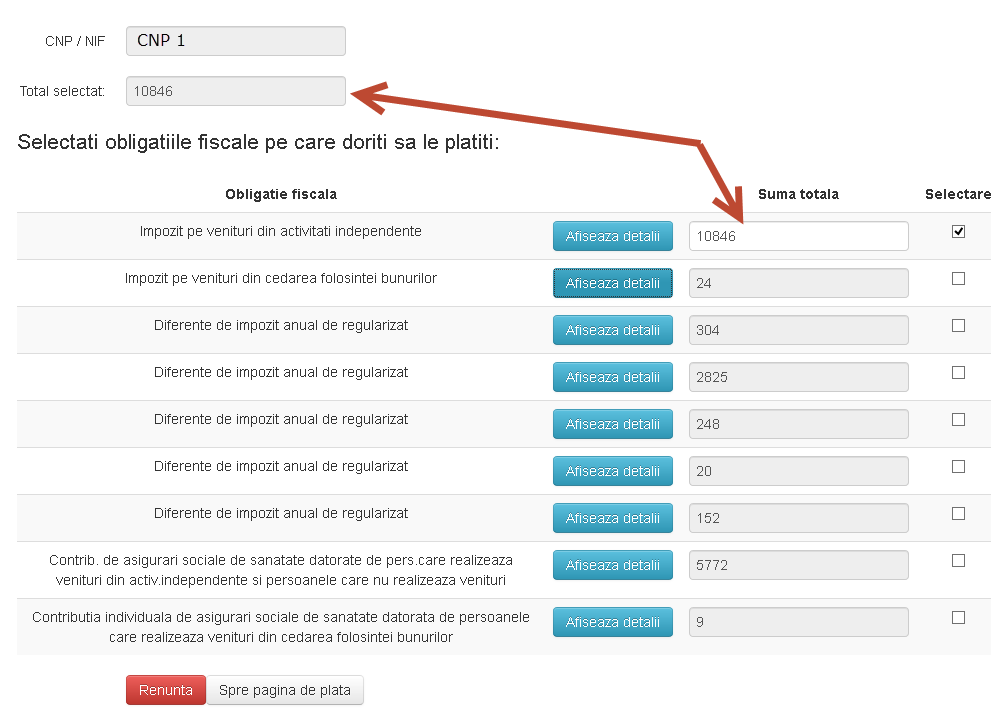 CNP / NIF CNP 1
Total selectat: 10846
Selectati obligatiile fiscale pe care doriti sa le platiti:
Obligatie fiscala Suma totala Selectare
Impozit pe venituri din activitati independente Afiseaza detalii 10846
Impozit pe venituri din cedarea folosintei bunurilor Afiseaza detalii 24
Diferente de impozit anual de regularizat Afiseaza detalii 304
Diferente de impozit anual de regularizat Afiseaza detalii 2825
Diferente de impozit anual de regularizat Afiseaza detalii 248
Diferente de impozit anual de regularizat Afiseaza detalii 20
Diferente de impozit anual de regularizat Afiseaza detalii 152
Contrib. de asigurari sociale de sanatate datorate de pers.care realizeaza
venituri din activ.independente si persoanele care nu realizeaza venituri Afiseaza detalii 5772
Contributia individuala de asigurari sociale de sanatate datorata de persoanele
care realizeaza venituri din cedarea folosintei bunurilor Afiseaza detalii 9
Renunta Spre pagina de plata